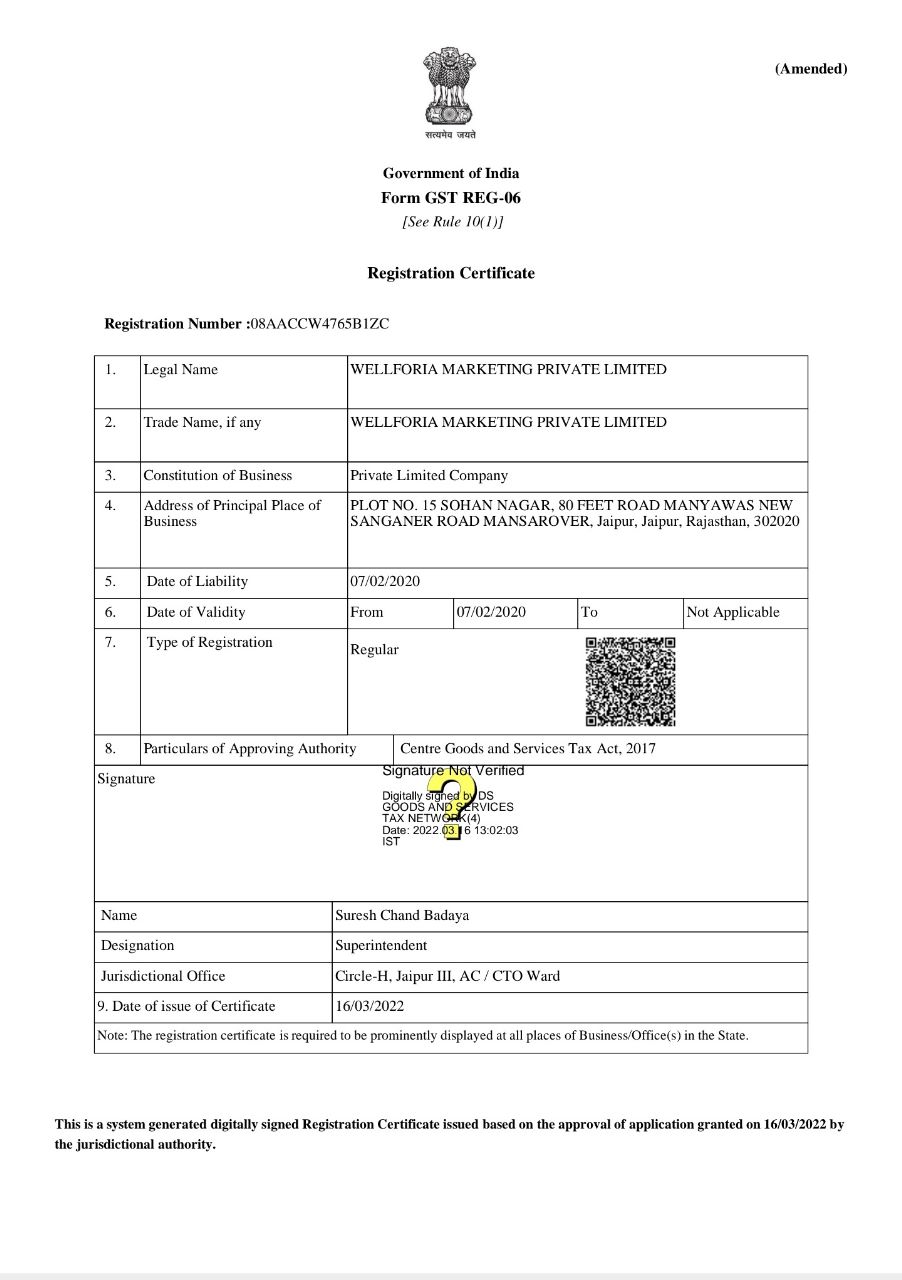 (Amended)
सत्यमेव जयते
Government of India
Form GST REG-06
[See Rule 10(1)]
Registration Certificate
Registration Number :08AACCW4765B1ZC
1. Legal Name WELLFORIA MARKETING PRIVATE LIMITED
2. Trade Name, if any WELLFORIA MARKETING PRIVATE LIMITED
3. Constitution of Business Private Limited Company
4. Address of Principal Place of Business PLOT NO. 15 SOHAN NAGAR, 80 FEET ROAD MANYAWAS NEW
SANGANER ROAD MANSAROVER, Jaipur, Jaipur, Rajasthan, 302020
5. Date of Liability 07/02/2020
6. Date of Validity From 07/02/2020 To Not Applicable
7. Type of Registration Regular
8. Particulars of Approving Authority Centre Goods and Services Tax Act, 2017
Signature
Signature Not Verified
Digitally signed by DS
GOODS AND SERVICES
TAX NETWORK(4)
Date: 2022.03.16 13:02:03
IST
Name Suresh Chand Badaya
Designation Superintendent
Jurisdictional Office Circle-H, Jaipur III, AC / CTO Ward
9. Date of issue of Certificate 16/03/2022
Note: The registration certificate is required to be prominently displayed at all places of Business/Office(s) in the State.
This is a system generated digitally signed Registration Certificate issued based on the approval of application granted on 16/03/2022 by
the jurisdictional authority.